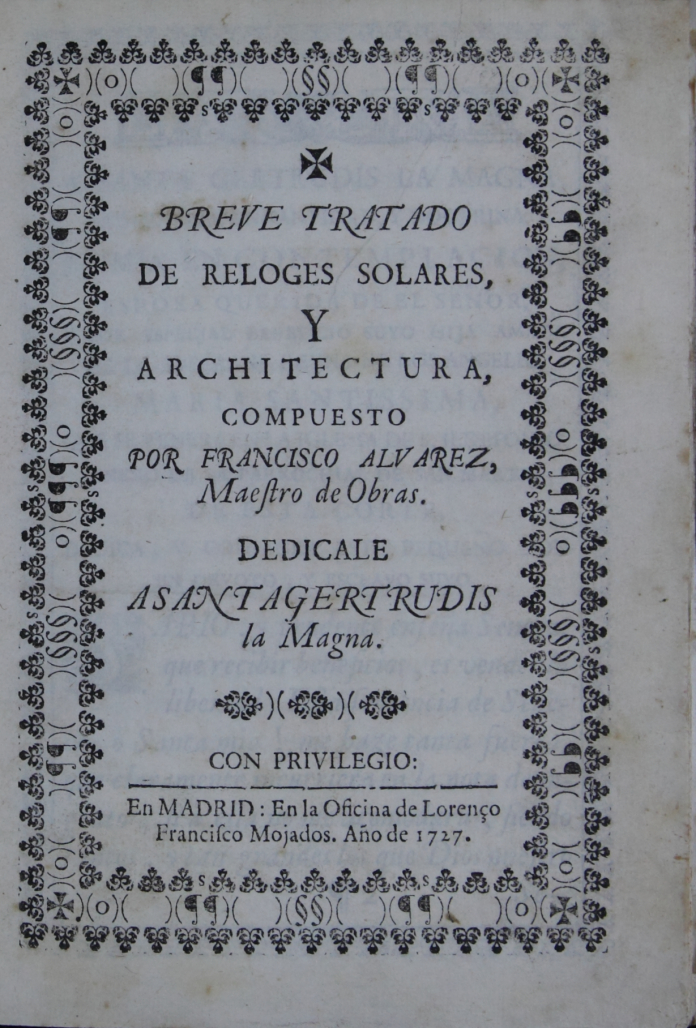 BREVE TRATADO
DE RELOGES SOLARES,
Y
ARCHITECTURA,
COMPUESTO
POR FRANCISCO ALVAREZ,
Maeſtro de Obras.
DEDICALE
A SANTA GERTRUDIS
la Magna.
CON PRIVILEGIO:
En MADRID: En la Oficina de Lorenço
Franciſco Mojados. Año de 1727.